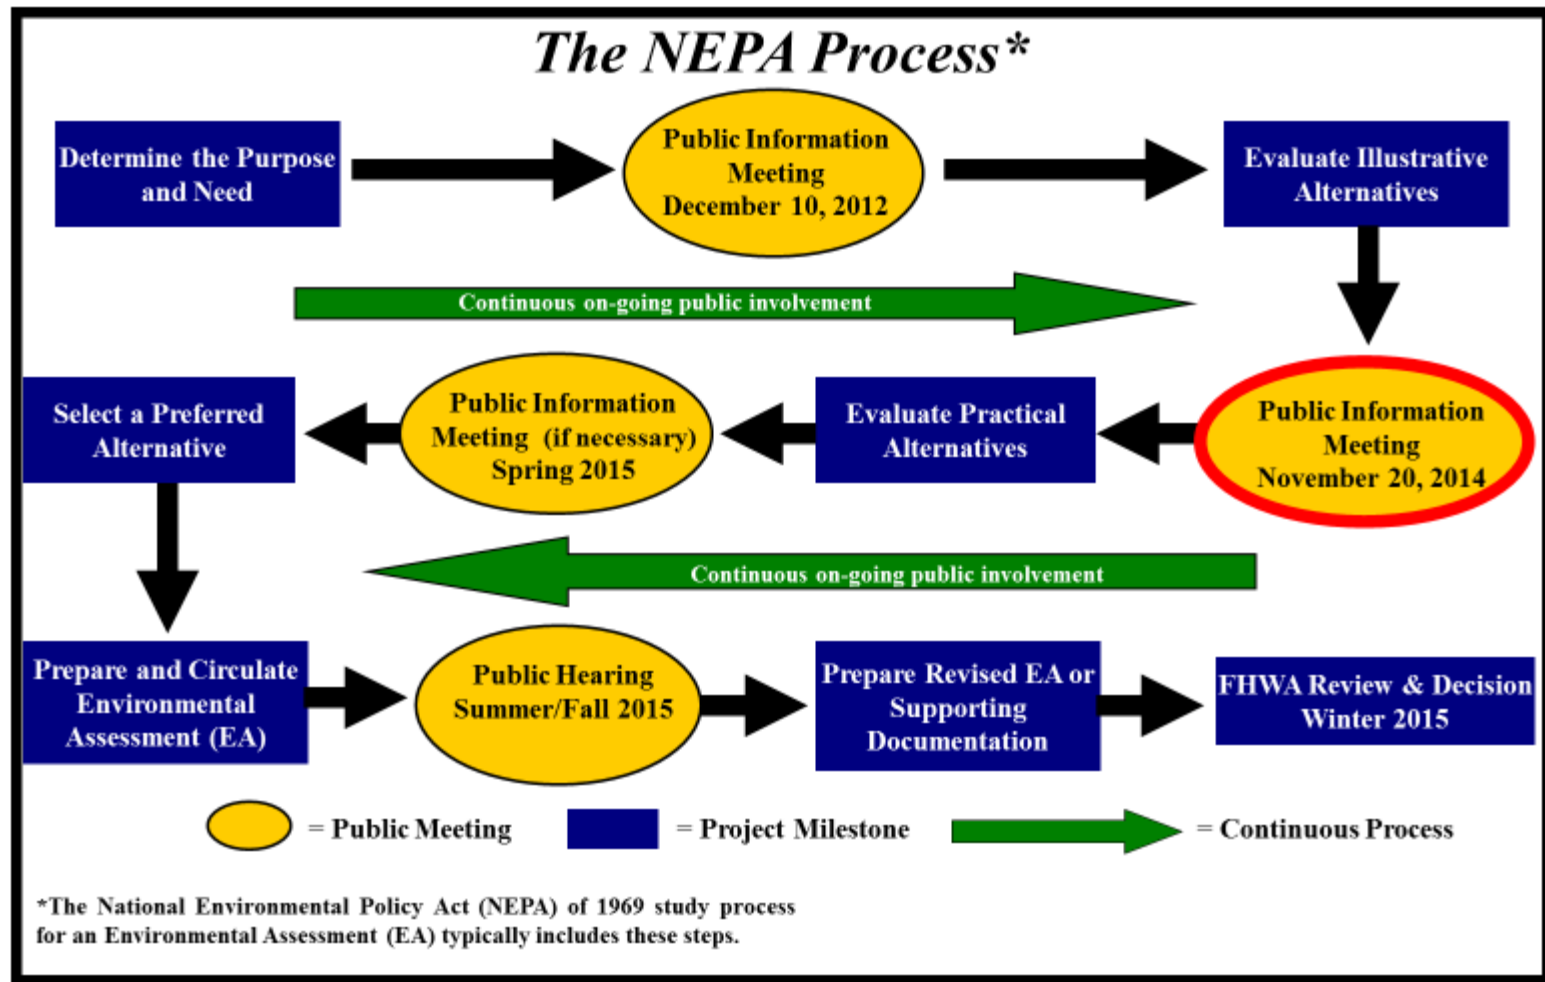 The NEPA Process*
Determine the Purpose
and Need
Public Information
Meeting
December 10, 2012
Evaluate Illustrative
Alternatives
Continuous on-going public involvement
Public Information
Meeting
November 20, 2014
Evaluate Practical
Alternatives
Public Information
Meeting (if necessary)
Spring 2015
Select a Preferred
Alternative
Continuous on-going public involvement
Prepare and Circulate
Environmental
Assessment (EA)
Public Hearing
Summer/Fall 2015
Prepare Revised EA or
Supporting
Documentation
FHWA Review & Decision
Winter 2015
= Public Meeting
= Project Milestone
= Continuous Process
*The National Environmental Policy Act (NEPA) of 1969 study process
for an Environmental Assessment (EA) typically includes these steps.